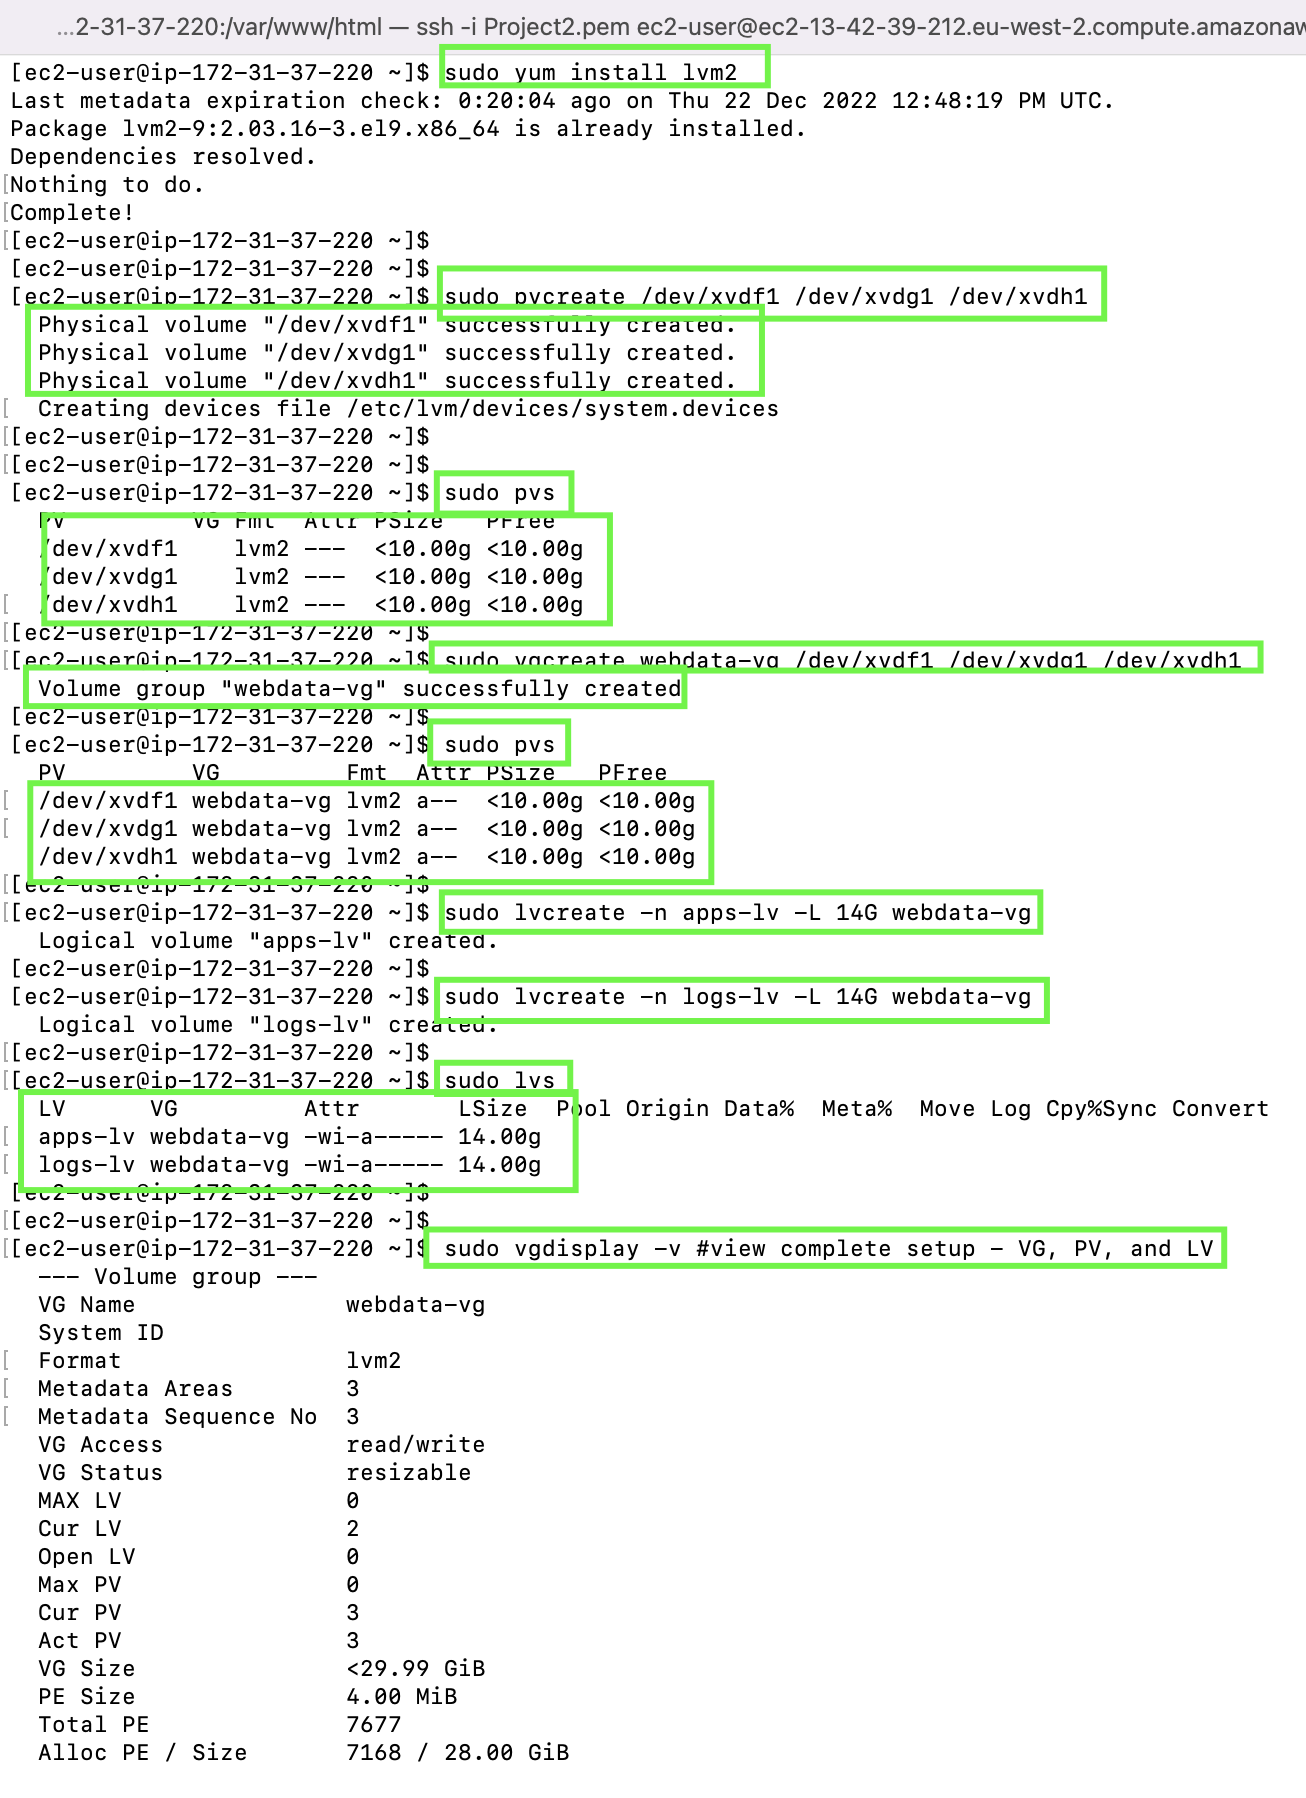 ...2-31-37-220:/var/www/html — ssh -i Project2.pem ec2-user@ec2-13-42-39-212.eu-west-2.compute.amazonaw
[ec2-user@ip-172-31-37-220 ~]$ sudo yum install lvm2
Last metadata expiration check: 0:20:04 ago on Thu 22 Dec 2022 12:48:19 PM UTC.
Package lvm2-9:2.03.16-3.el9.x86_64 is already installed.
Dependencies resolved.
[Nothing to do.
[Complete!
[[ec2-user@ip-172-31-37-220 ~]$
[ec2-user@ip-172-31-37-220 ~]$
[ec2-user@ip-172-31-37-220 ~]$ sudo pvcreate /dev/xvdf1 /dev/xvdg1 /dev/xvdh1
  Physical volume "/dev/xvdf1" successfully created.
  Physical volume "/dev/xvdg1" successfully created.
  Physical volume "/dev/xvdh1" successfully created.
[  Creating devices file /etc/lvm/devices/system.devices
[[ec2-user@ip-172-31-37-220 ~]$
[[ec2-user@ip-172-31-37-220 ~]$
[ec2-user@ip-172-31-37-220 ~]$ sudo pvs
  PV         VG Fmt  Attr PSize   PFree
  /dev/xvdf1    lvm2 ---  <10.00g <10.00g
  /dev/xvdg1    lvm2 ---  <10.00g <10.00g
[  /dev/xvdh1    lvm2 ---  <10.00g <10.00g
[[ec2-user@ip-172-31-37-220 ~]$
[[ec2-user@ip-172-31-37-220 ~]$ sudo vgcreate webdata-vg /dev/xvdf1 /dev/xvdg1 /dev/xvdh1
  Volume group "webdata-vg" successfully created
[ec2-user@ip-172-31-37-220 ~]$
[ec2-user@ip-172-31-37-220 ~]$ sudo pvs
  PV         VG         Fmt  Attr PSize   PFree
[  /dev/xvdf1 webdata-vg lvm2 a--  <10.00g <10.00g
[  /dev/xvdg1 webdata-vg lvm2 a--  <10.00g <10.00g
  /dev/xvdh1 webdata-vg lvm2 a--  <10.00g <10.00g
[[ec2-user@ip-172-31-37-220 ~]$
[[ec2-user@ip-172-31-37-220 ~]$ sudo lvcreate -n apps-lv -L 14G webdata-vg
  Logical volume "apps-lv" created.
[ec2-user@ip-172-31-37-220 ~]$
[ec2-user@ip-172-31-37-220 ~]$ sudo lvcreate -n logs-lv -L 14G webdata-vg
  Logical volume "logs-lv" created.
[[ec2-user@ip-172-31-37-220 ~]$
[[ec2-user@ip-172-31-37-220 ~]$ sudo lvs
  LV      VG         Attr       LSize  Pool Origin Data%  Meta%  Move Log Cpy%Sync Convert
[  apps-lv webdata-vg -wi-a----- 14.00g
[  logs-lv webdata-vg -wi-a----- 14.00g
[ec2-user@ip-172-31-37-220 ~]$
[[ec2-user@ip-172-31-37-220 ~]$
[[ec2-user@ip-172-31-37-220 ~]$ sudo vgdisplay -v #view complete setup - VG, PV, and LV
  --- Volume group ---
  VG Name               webdata-vg
  System ID
[  Format                lvm2
[  Metadata Areas        3
[  Metadata Sequence No  3
  VG Access             read/write
  VG Status             resizable
  MAX LV                0
  Cur LV                2
  Open LV               0
  Max PV                0
  Cur PV                3
  Act PV                3
  VG Size               <29.99 GiB
  PE Size               4.00 MiB
  Total PE              7677
  Alloc PE / Size       7168 / 28.00 GiB